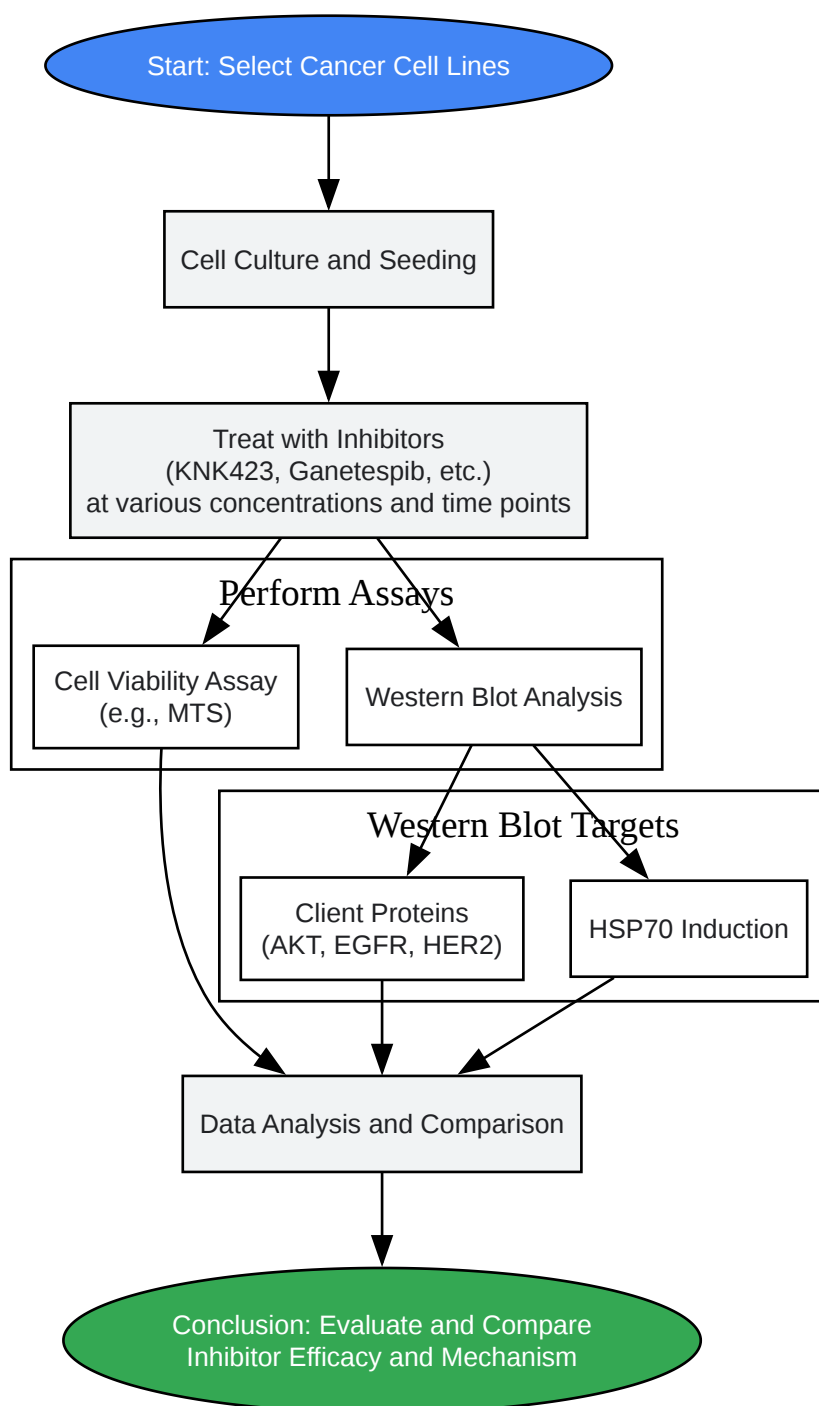 Start: Select Cancer Cell Lines
Cell Culture and Seeding
Treat with Inhibitors
(KNK423, Ganetespib, etc.)
at various concentrations and time points
Perform Assays
Cell Viability Assay
(e.g., MTS)
Western Blot Analysis
Western Blot Targets
Client Proteins
(AKT, EGFR, HER2)
HSP70 Induction
Data Analysis and Comparison
Conclusion: Evaluate and Compare
Inhibitor Efficacy and Mechanism